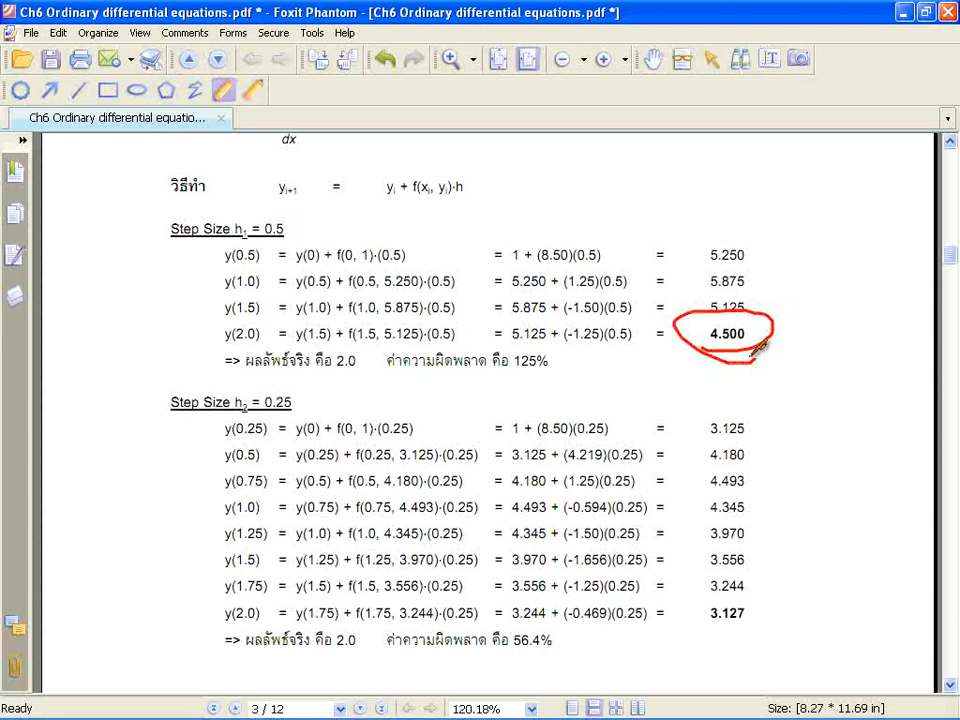 Ch6 Ordinary differential equations.pdf * - Foxit Phantom - [Ch6 Ordinary differential equations.pdf *]
File Edit Organize View Comments Forms Secure Tools Help
Ch6 Ordinary differential equatio...
dx
วิธีทำ yi+1 = yi + f(xi, yi)·h
Step Size h1 = 0.5
y(0.5) = y(0) + f(0, 1)·(0.5) = 1 + (8.50)(0.5) = 5.250
y(1.0) = y(0.5) + f(0.5, 5.250)·(0.5) = 5.250 + (1.25)(0.5) = 5.875
y(1.5) = y(1.0) + f(1.0, 5.875)·(0.5) = 5.875 + (-1.50)(0.5) = 5.125
y(2.0) = y(1.5) + f(1.5, 5.125)·(0.5) = 5.125 + (-1.25)(0.5) = 4.500
=> ผลลัพธ์จริง คือ 2.0 ค่าความผิดพลาด คือ 125%
Step Size h2 = 0.25
y(0.25) = y(0) + f(0, 1)·(0.25) = 1 + (8.50)(0.25) = 3.125
y(0.5) = y(0.25) + f(0.25, 3.125)·(0.25) = 3.125 + (4.219)(0.25) = 4.180
y(0.75) = y(0.5) + f(0.5, 4.180)·(0.25) = 4.180 + (1.25)(0.25) = 4.493
y(1.0) = y(0.75) + f(0.75, 4.493)·(0.25) = 4.493 + (-0.594)(0.25) = 4.345
y(1.25) = y(1.0) + f(1.0, 4.345)·(0.25) = 4.345 + (-1.50)(0.25) = 3.970
y(1.5) = y(1.25) + f(1.25, 3.970)·(0.25) = 3.970 + (-1.656)(0.25) = 3.556
y(1.75) = y(1.5) + f(1.5, 3.556)·(0.25) = 3.556 + (-1.25)(0.25) = 3.244
y(2.0) = y(1.75) + f(1.75, 3.244)·(0.25) = 3.244 + (-0.469)(0.25) = 3.127
=> ผลลัพธ์จริง คือ 2.0 ค่าความผิดพลาด คือ 56.4%
Ready 3 / 12 120.18% Size: [8.27 * 11.69 in]